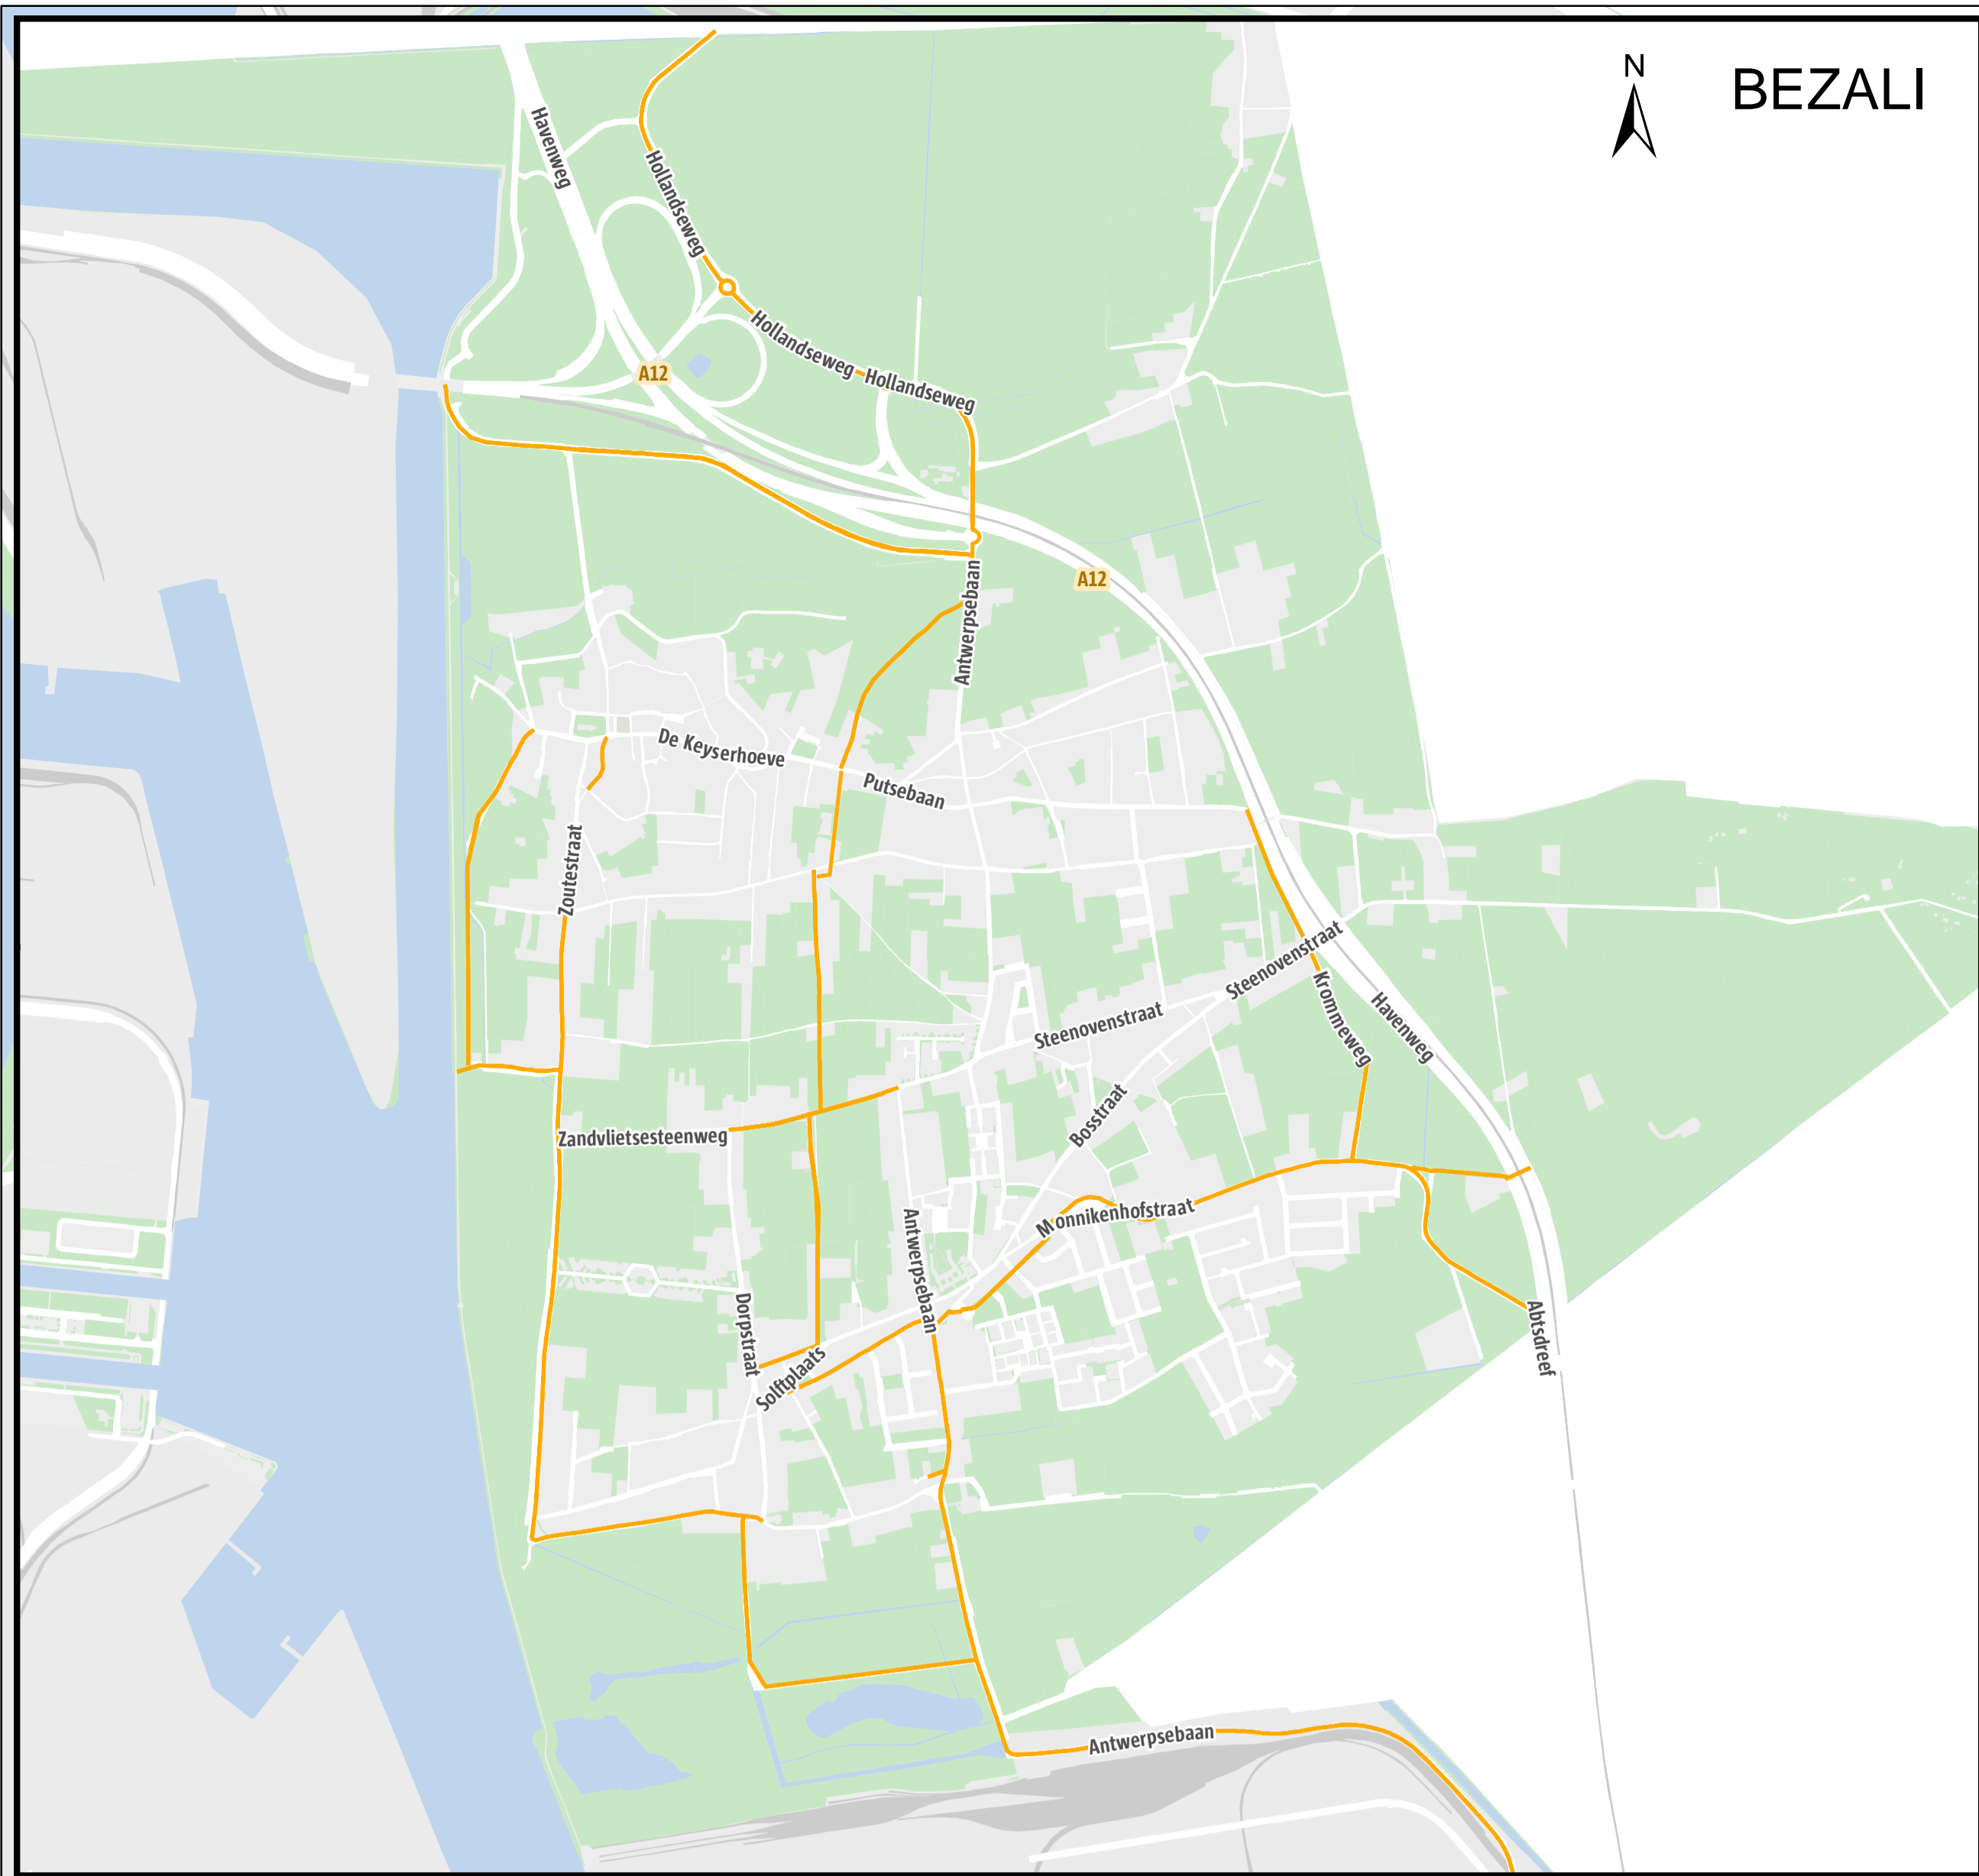 N
BEZALI
Havenweg
Hollandseweg
Hollandseweg
Hollandseweg
A12
A12
Antwerpsebaan
De Keyserhoeve
Putsebaan
Zoutestraat
Steenovenstraat
Steenovenstraat
Krommeweg
Havenweg
Bosstraat
Zandvlietsesteenweg
Monnikenhofstraat
Antwerpsebaan
Dorpstraat
Solftplaats
Abtsdreef
Antwerpsebaan